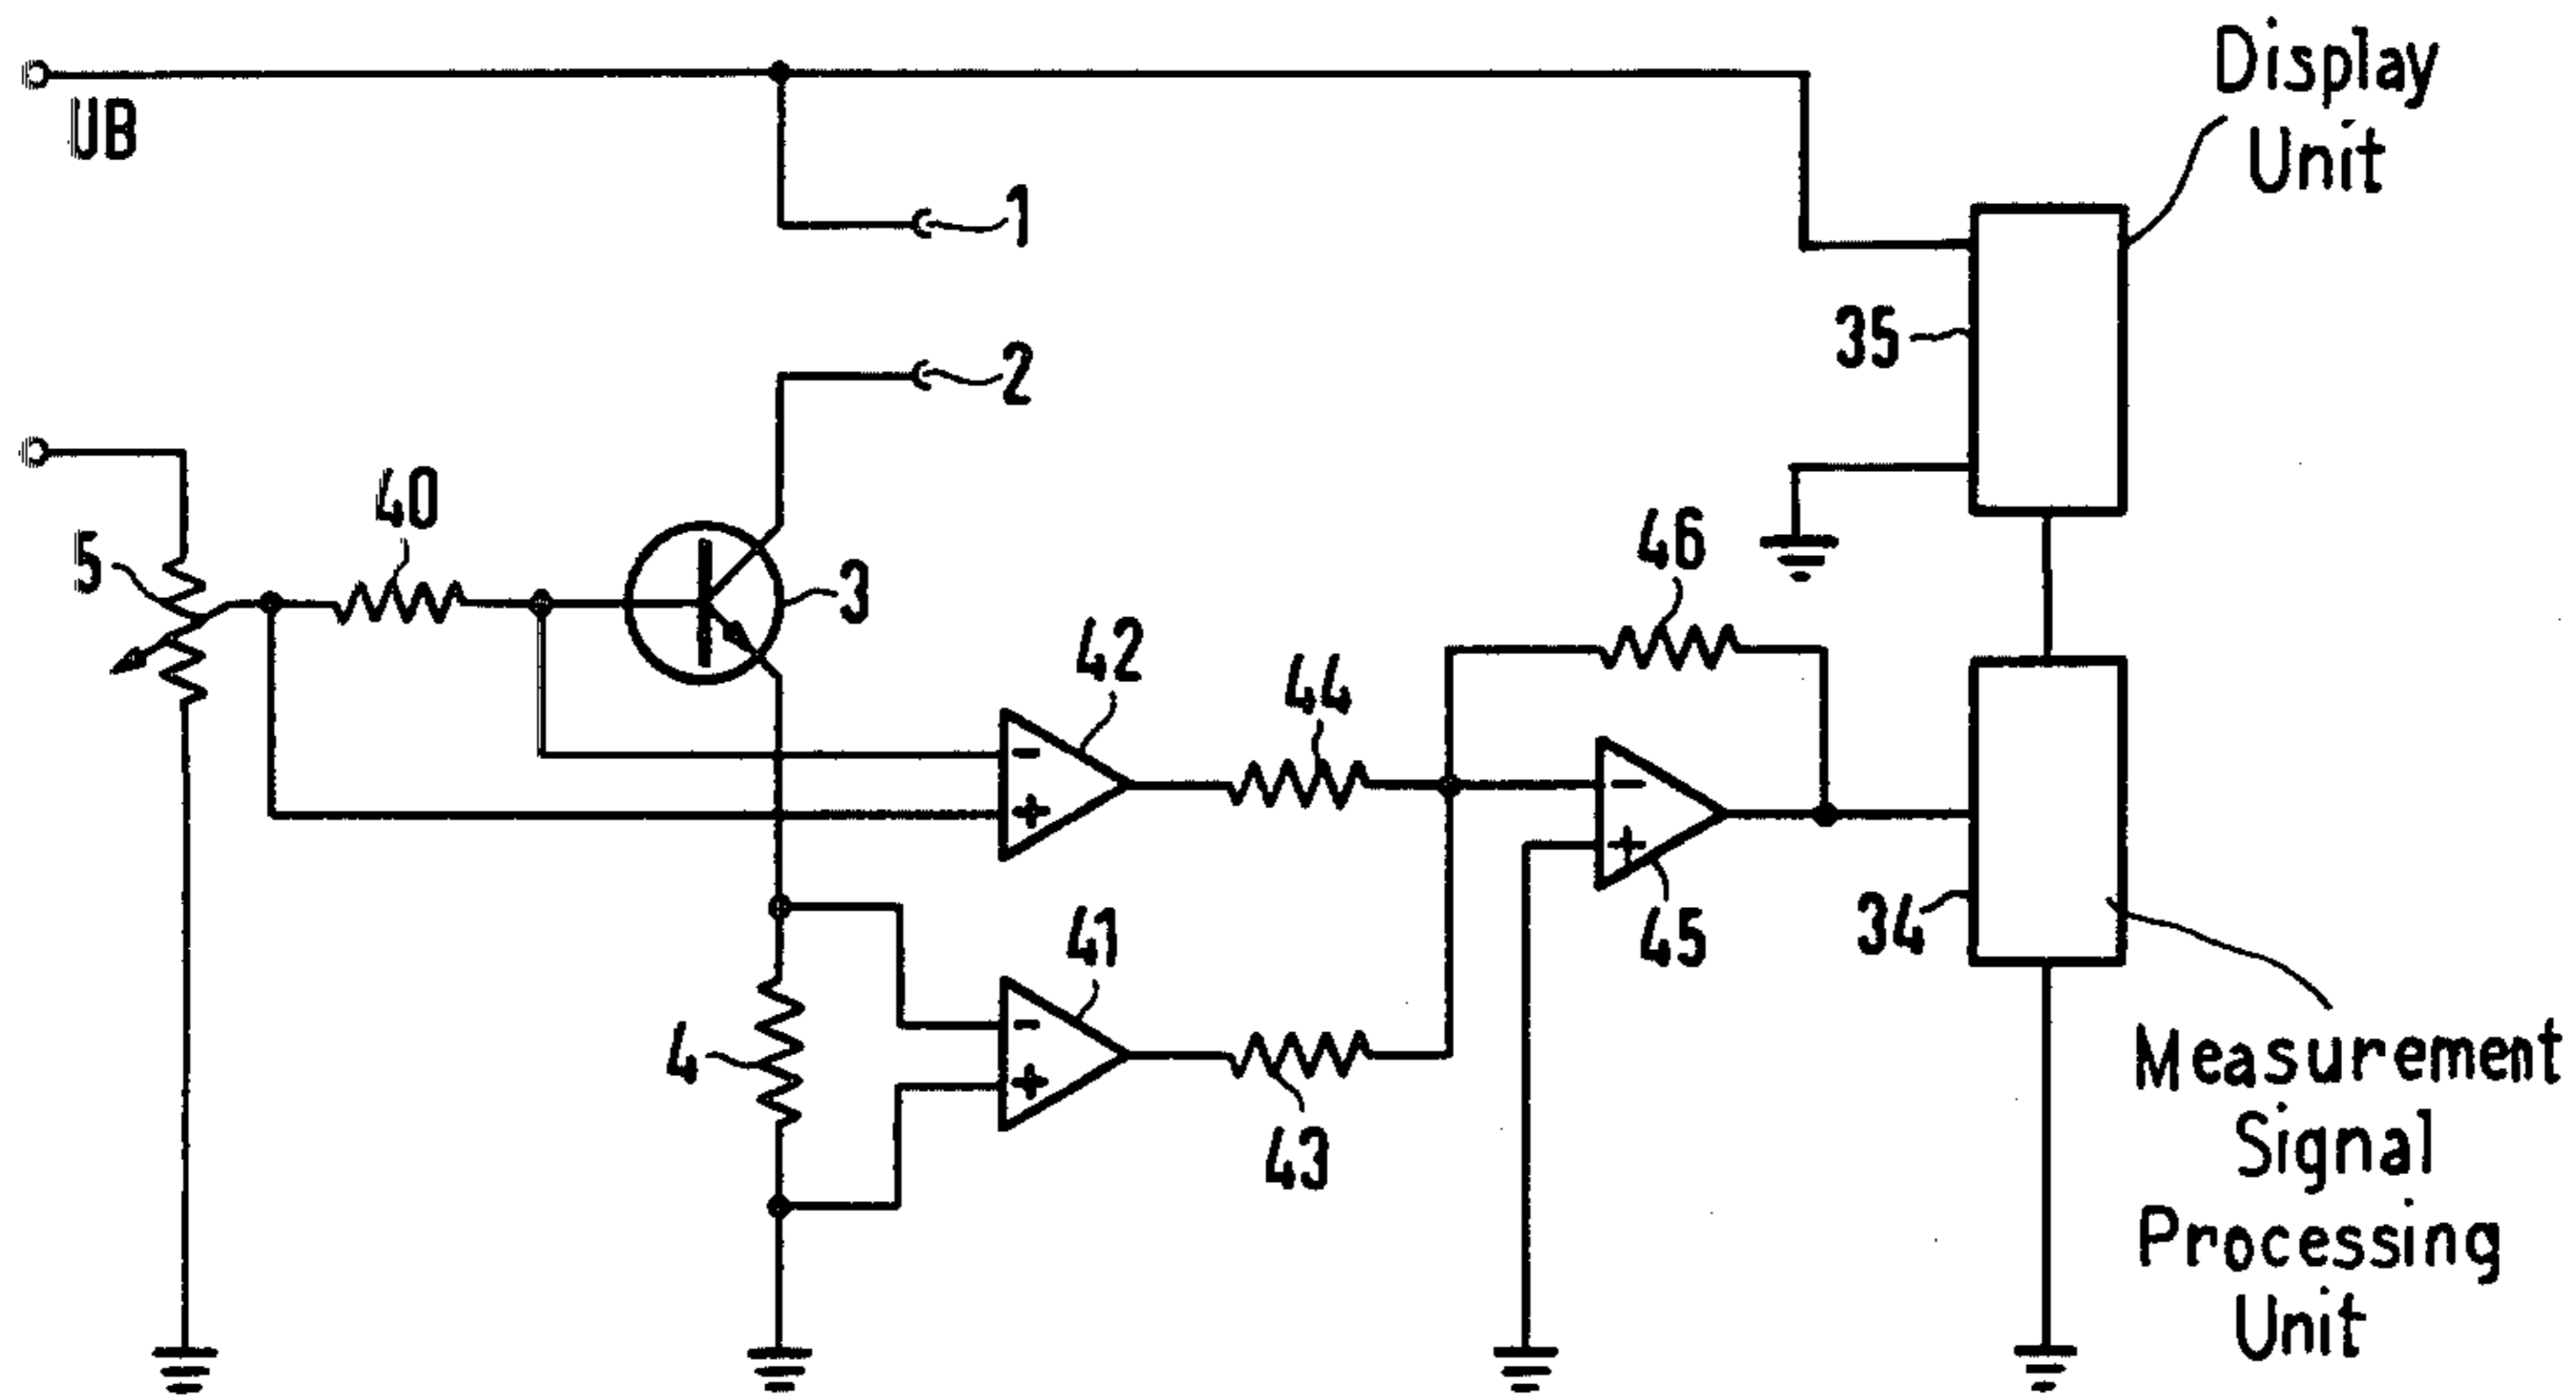 Display
Unit
UB
1
2
35
40
5
3
46
42
44
-
+
-
+
45
34
41
4
-
+
43
Measurement
Signal
Processing
Unit